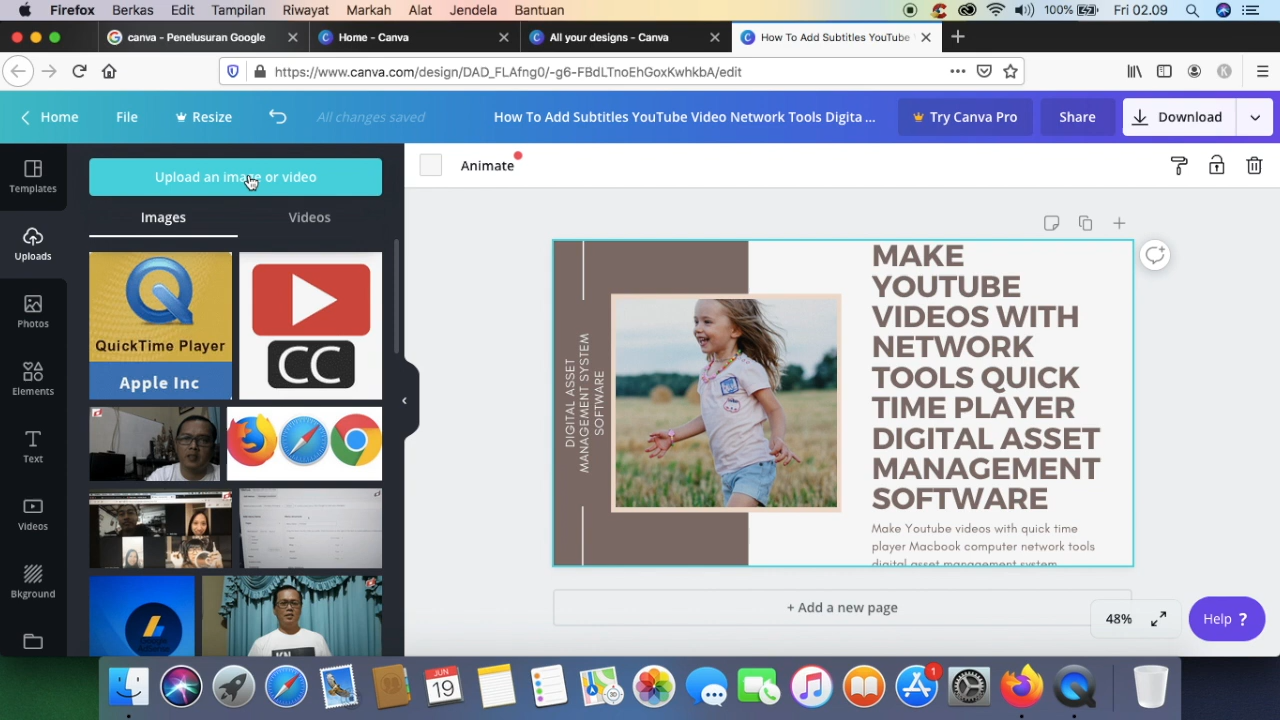 Firefox Berkas Edit Tampilan Riwayat Markah Alat Jendela Bantuan 100% Fri 02.09
canva - Penelusuran Google
Home - Canva
All your designs - Canva
How To Add Subtitles YouTube
https://www.canva.com/design/DAD_FLAfng0/-g6-FBdLTnoEhGoxKwhkbA/edit
Home File Resize All changes saved How To Add Subtitles YouTube Video Network Tools Digita ... Try Canva Pro Share Download
Templates
Uploads
Photos
Elements
Text
Videos
Bkground
Upload an image or video
Images Videos
QuickTime Player
Apple Inc
CC
Animate
DIGITAL ASSET
MANAGEMENT SYSTEM
SOFTWARE
MAKE
YOUTUBE
VIDEOS WITH
NETWORK
TOOLS QUICK
TIME PLAYER
DIGITAL ASSET
MANAGEMENT
SOFTWARE
Make Youtube videos with quick time
player Macbook computer network tools
digital asset management system
+ Add a new page
48%
Help ?
JUN
19
1